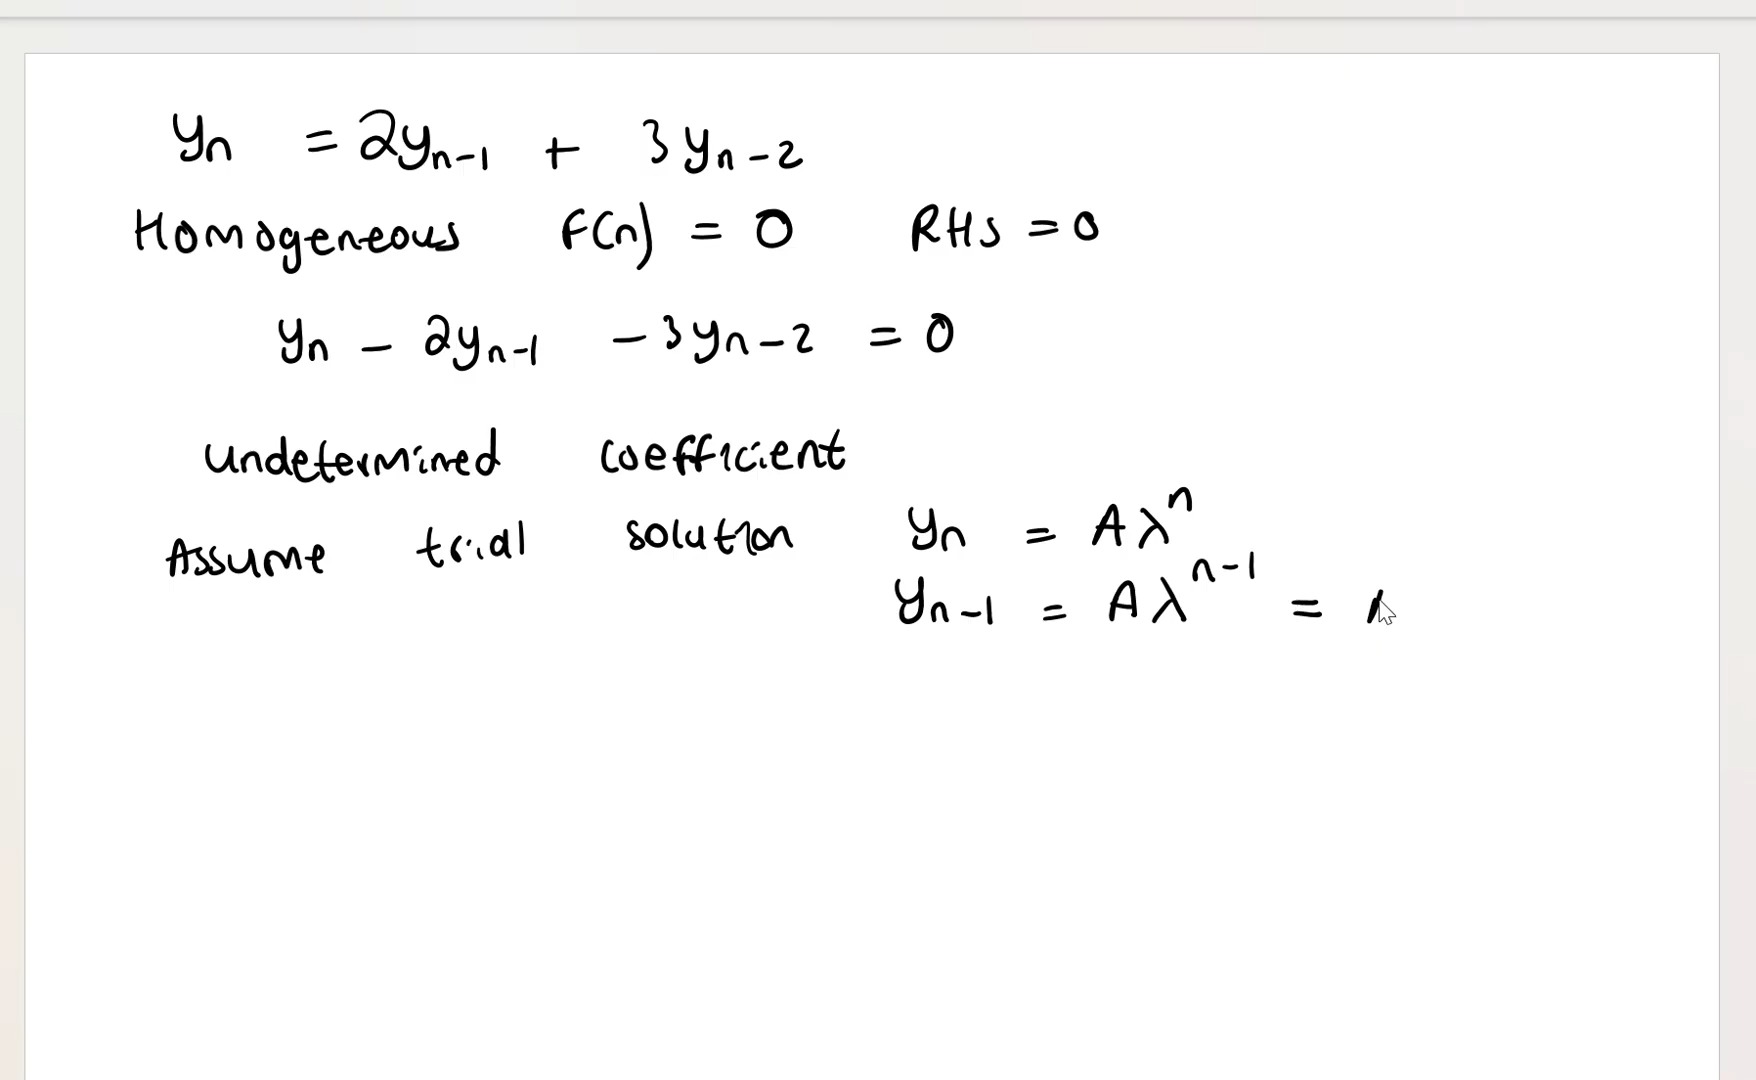 yn = 2yn-1 + 3yn-2
Homogeneous F(n) = 0 RHS = 0
yn - 2yn-1 - 3yn-2 = 0
undetermined coefficient
Assume trial solution yn = Aλ^n
yn-1 = Aλ^n-1 =